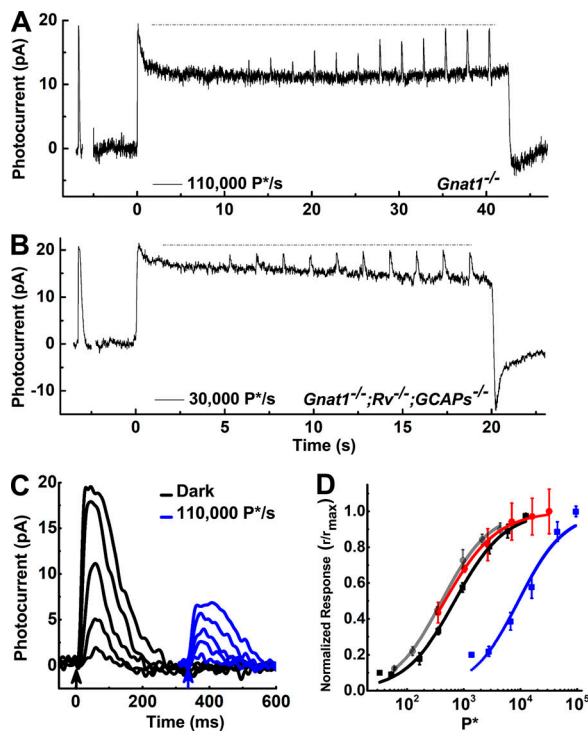 A
Photocurrent (pA)
20
10
0
110,000 P*/s
Gnat1-/-
0
10
20
30
40
B
Photocurrent (pA)
20
10
0
-10
30,000 P*/s
Gnat1-/-;Rv-/-;GCAPs-/-
0
5
10
15
20
Time (s)
C
Photocurrent (pA)
25
20
15
10
5
0
Dark
110,000 P*/s
0
200
400
600
Time (ms)
D
Normalized Response (r/rmax)
1.0
0.8
0.6
0.4
0.2
0.0
10²
10³
10⁴
10⁵
P*